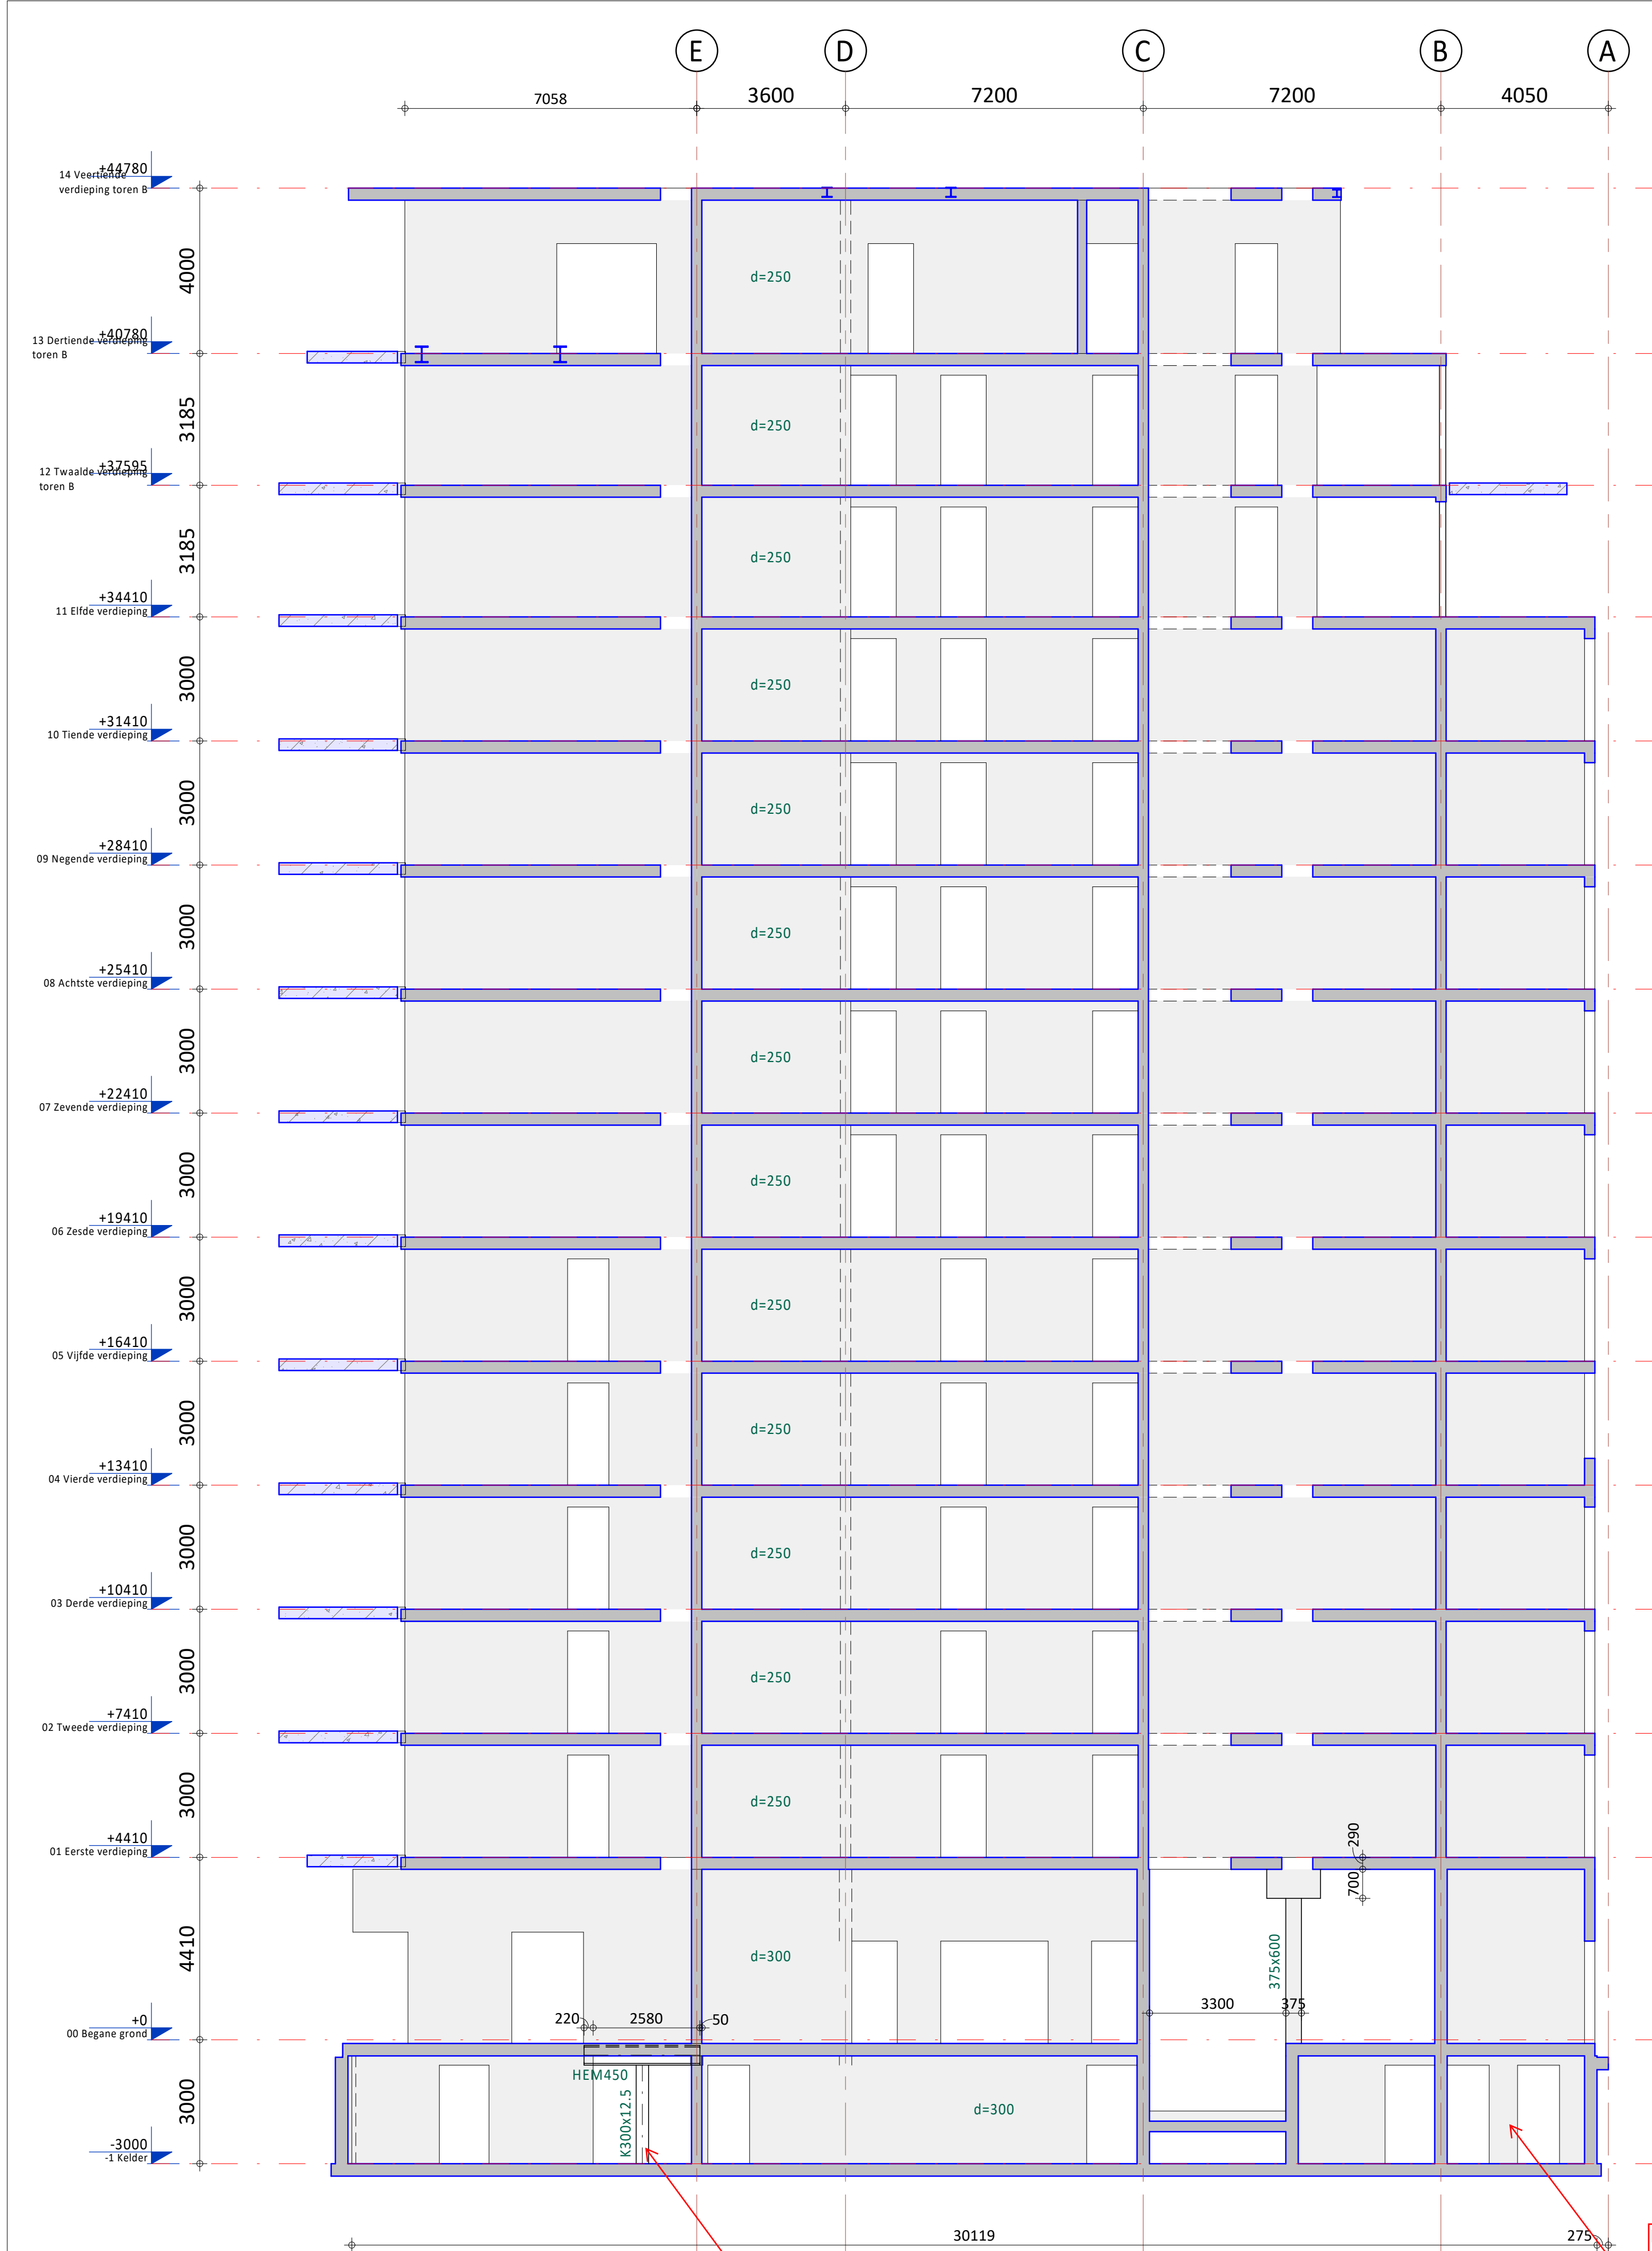 E D C B A
7058 3600 7200 7200 4050
+44780
14 Veertiende
verdieping toren B
4000
d=250
+40780
13 Dertiende verdieping
toren B
3185
d=250
+37595
12 Twaalde verdieping
toren B
3185
d=250
+34410
11 Elfde verdieping
3000
d=250
+31410
10 Tiende verdieping
3000
d=250
+28410
09 Negende verdieping
3000
d=250
+25410
08 Achtste verdieping
3000
d=250
+22410
07 Zevende verdieping
3000
d=250
+19410
06 Zesde verdieping
3000
d=250
+16410
05 Vijfde verdieping
3000
d=250
+13410
04 Vierde verdieping
3000
d=250
+10410
03 Derde verdieping
3000
d=250
+7410
02 Tweede verdieping
3000
d=250
290
+4410
01 Eerste verdieping
700
4410
d=300
375x600
3300 375
+0
00 Begane grond
220 2580 50
HEM450
3000
K300x12.5
d=300
-3000
-1 Kelder
30119 275